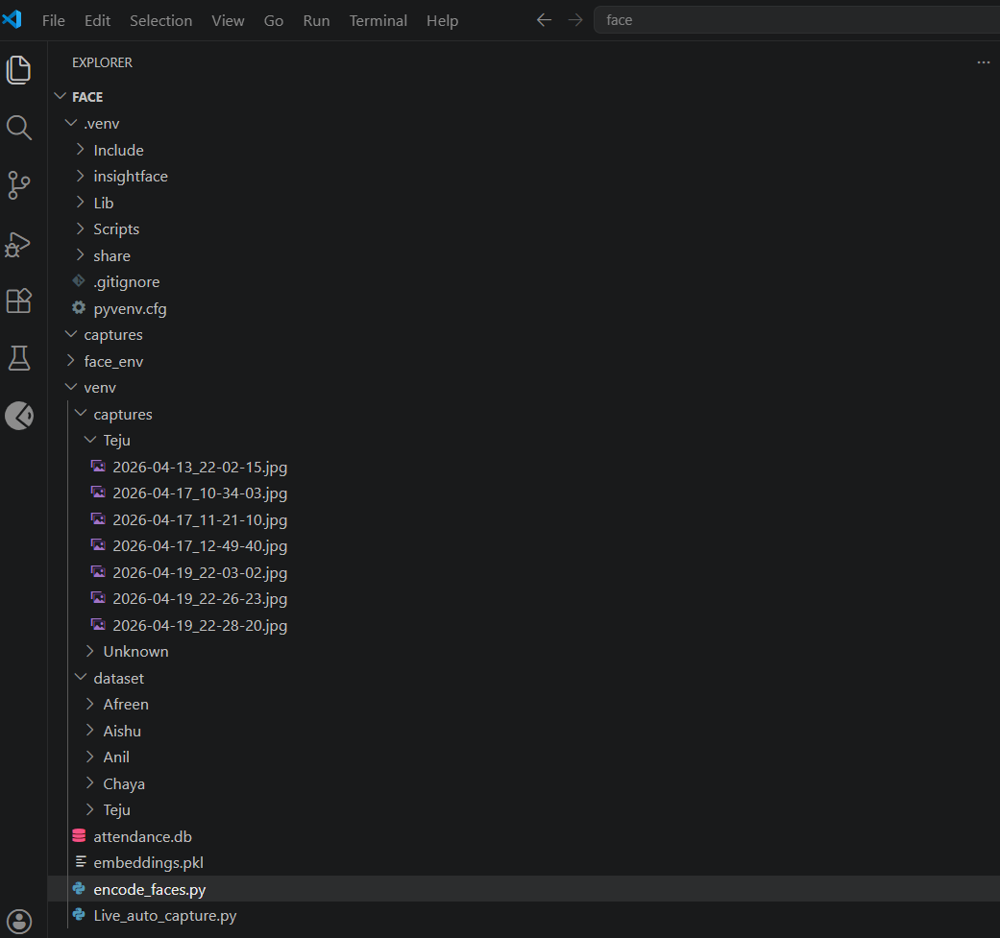 File Edit Selection View Go Run Terminal Help face
EXPLORER
FACE
.venv
Include
insightface
Lib
Scripts
share
.gitignore
pyvenv.cfg
captures
face_env
venv
captures
Teju
2026-04-13_22-02-15.jpg
2026-04-17_10-34-03.jpg
2026-04-17_11-21-10.jpg
2026-04-17_12-49-40.jpg
2026-04-19_22-03-02.jpg
2026-04-19_22-26-23.jpg
2026-04-19_22-28-20.jpg
Unknown
dataset
Afreen
Aishu
Anil
Chaya
Teju
attendance.db
embeddings.pkl
encode_faces.py
Live_auto_capture.py